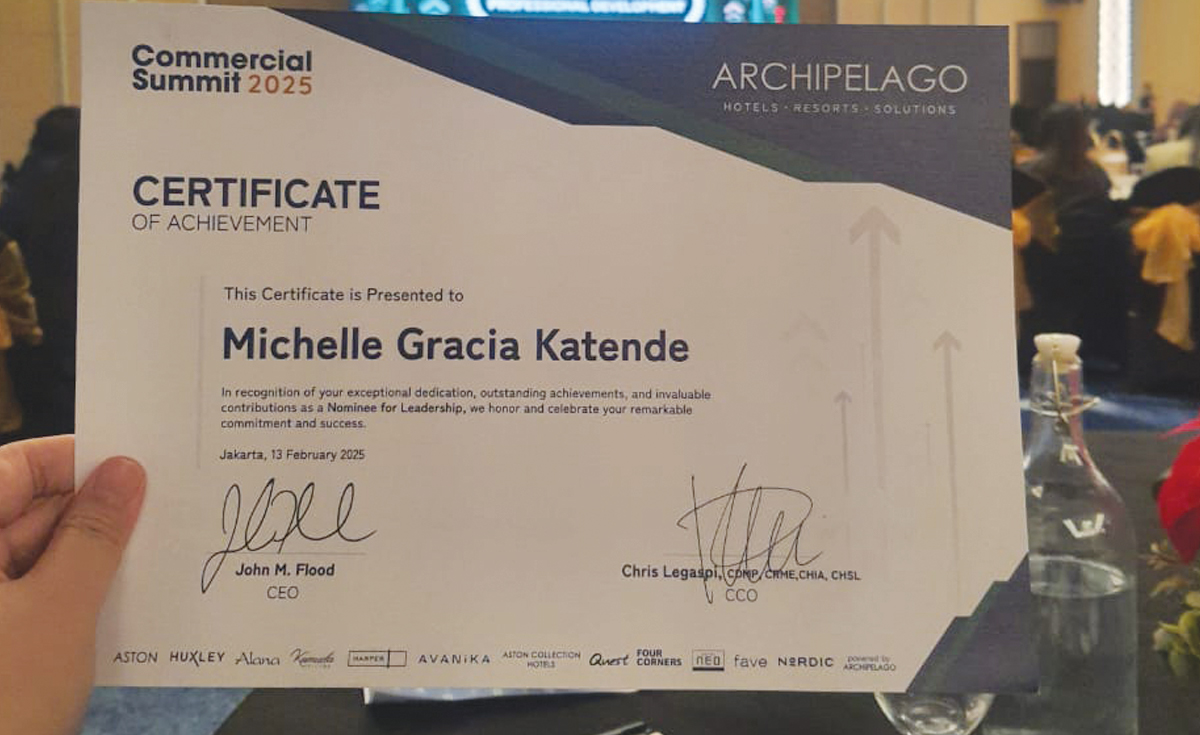 PROFESSIONAL DEVELOPMENT
Commercial
Summit 2025
ARCHIPELAGO
HOTELS · RESORTS · SOLUTIONS
CERTIFICATE
OF ACHIEVEMENT
This Certificate is Presented to
Michelle Gracia Katende
In recognition of your exceptional dedication, outstanding achievements, and invaluable
contributions as a Nominee for Leadership, we honor and celebrate your remarkable
commitment and success.
Jakarta, 13 February 2025
John M. Flood
CEO
Chris Legaspi, CDMP, CRME,CHIA, CHSL
CCO
ASTON HUXLEY Alana Kamuela HARPER AVANIKA ASTON COLLECTION HOTELS Quest FOUR CORNERS neo fave NORDIC powered by ARCHIPELAGO